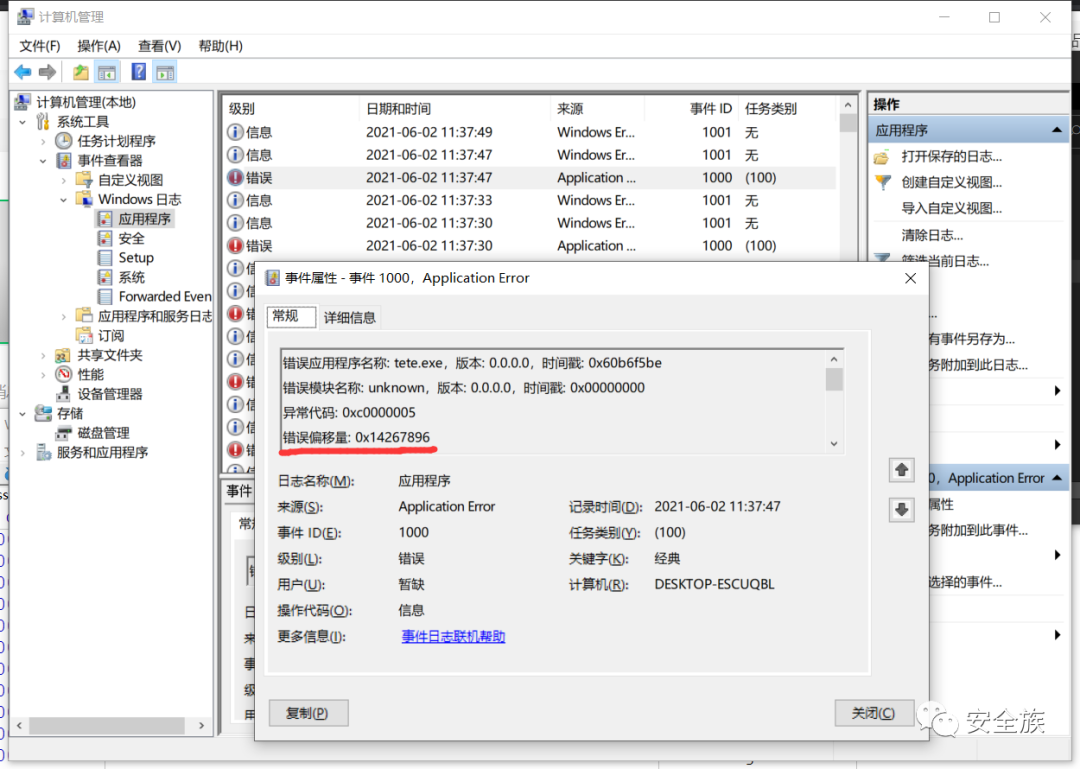 计算机管理
文件(F) 操作(A) 查看(V) 帮助(H)
计算机管理(本地)
系统工具
任务计划程序
事件查看器
自定义视图
Windows 日志
应用程序
安全
Setup
系统
Forwarded Even
应用程序和服务日志
订阅
共享文件夹
性能
设备管理器
存储
磁盘管理
服务和应用程序
级别 日期和时间 来源 事件 ID 任务类别
信息 2021-06-02 11:37:49 Windows Er... 1001 无
信息 2021-06-02 11:37:47 Windows Er... 1001 无
错误 2021-06-02 11:37:47 Application ... 1000 (100)
信息 2021-06-02 11:37:33 Windows Er... 1001 无
信息 2021-06-02 11:37:30 Windows Er... 1001 无
错误 2021-06-02 11:37:30 Application ... 1000 (100)
事件
操作
应用程序
打开保存的日志...
创建自定义视图...
导入自定义视图...
清除日志...
筛选当前日志...
有事件另存为...
务附加到此日志...
0，Application Error
属性
务附加到此事件...
选择的事件...
事件属性 - 事件 1000，Application Error
常规 详细信息
错误应用程序名称: tete.exe，版本: 0.0.0.0，时间戳: 0x60b6f5be
错误模块名称: unknown，版本: 0.0.0.0，时间戳: 0x00000000
异常代码: 0xc0000005
错误偏移量: 0x14267896
日志名称(M): 应用程序
来源(S): Application Error 记录时间(D): 2021-06-02 11:37:47
事件 ID(E): 1000 任务类别(Y): (100)
级别(L): 错误 关键字(K): 经典
用户(U): 暂缺 计算机(R): DESKTOP-ESCUQBL
操作代码(O): 信息
更多信息(I): 事件日志联机帮助
复制(P) 关闭(C)
安全族